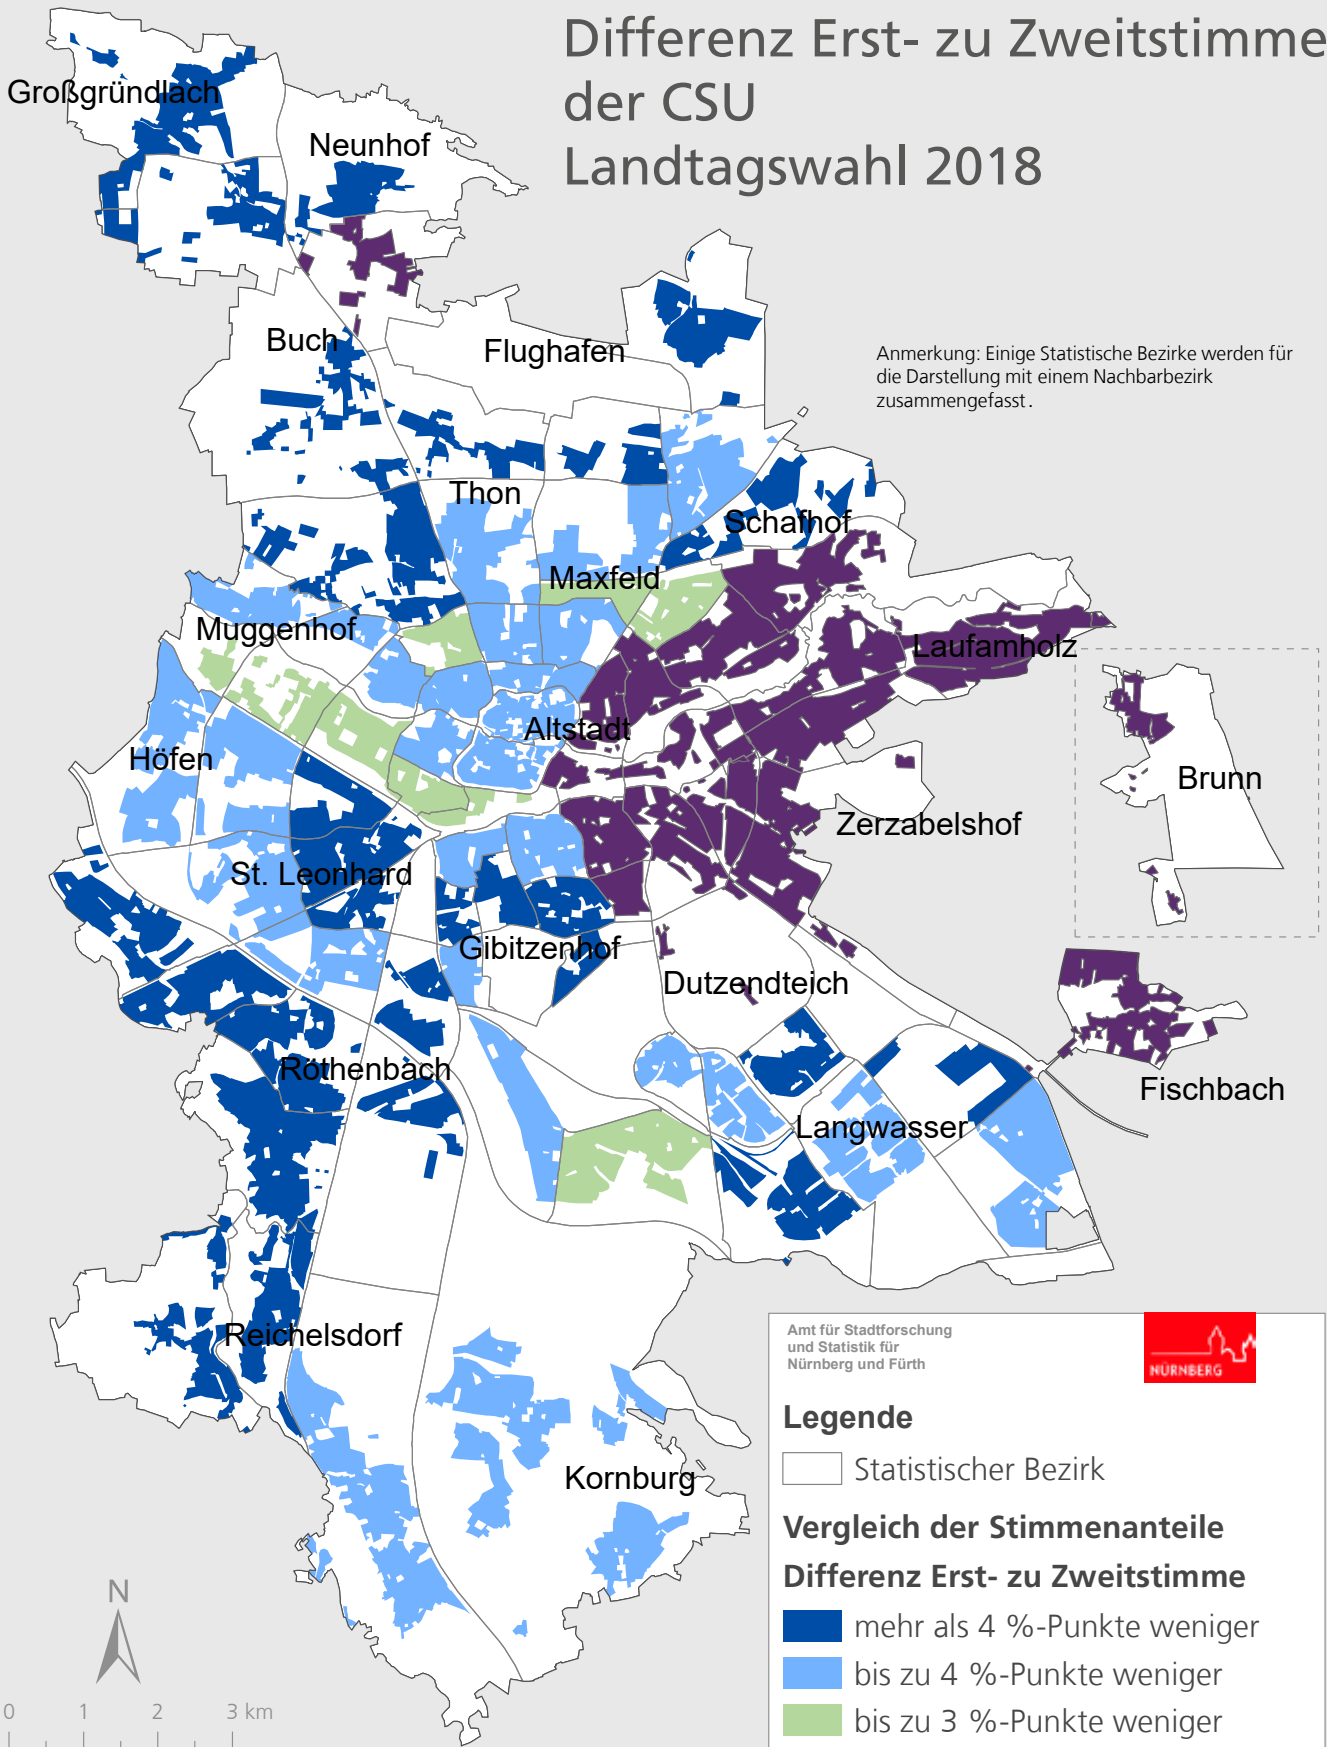 Differenz Erst- zu Zweitstimme
der CSU
Landtagswahl 2018
Großgründlach
Neunhof
Buch
Flughafen
Anmerkung: Einige Statistische Bezirke werden für
die Darstellung mit einem Nachbarbezirk
zusammengefasst.
Thon
Schafhof
Maxfeld
Muggenhof
Laufamholz
Altstadt
Höfen
Brunn
Zerzabelshof
St. Leonhard
Gibitzenhof
Dutzendteich
Röthenbach
Fischbach
Langwasser
Reichelsdorf
Kornburg
Amt für Stadtforschung
und Statistik für
Nürnberg und Fürth
NÜRNBERG
Legende
Statistischer Bezirk
Vergleich der Stimmenanteile
Differenz Erst- zu Zweitstimme
mehr als 4 %-Punkte weniger
bis zu 4 %-Punkte weniger
bis zu 3 %-Punkte weniger
N
0 1 2 3 km